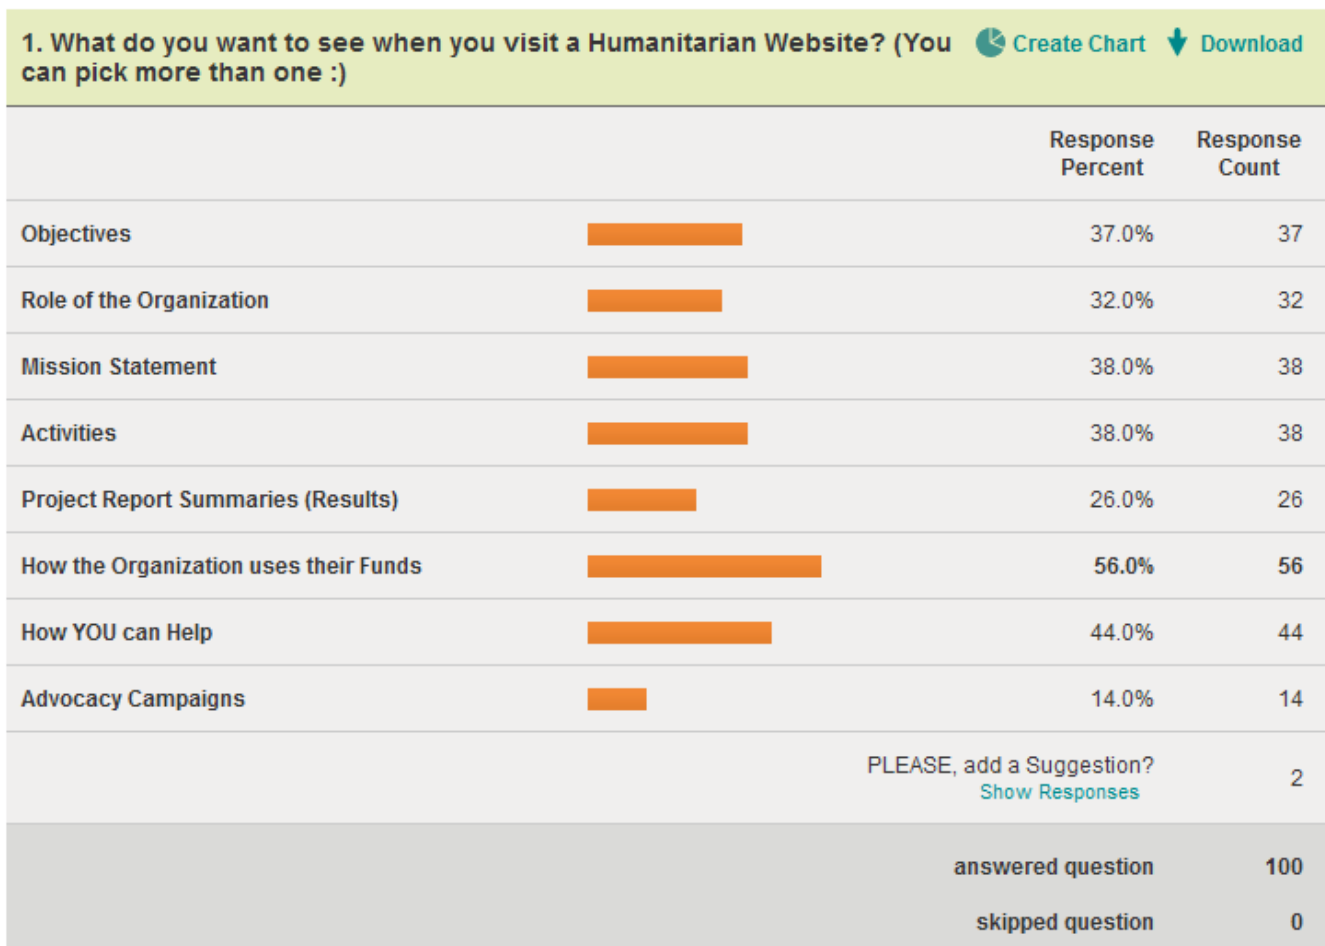 1. What do you want to see when you visit a Humanitarian Website? (You
can pick more than one :)
Create Chart Download
Response Percent Response Count
Objectives 37.0% 37
Role of the Organization 32.0% 32
Mission Statement 38.0% 38
Activities 38.0% 38
Project Report Summaries (Results) 26.0% 26
How the Organization uses their Funds 56.0% 56
How YOU can Help 44.0% 44
Advocacy Campaigns 14.0% 14
PLEASE, add a Suggestion? 2
Show Responses
answered question 100
skipped question 0